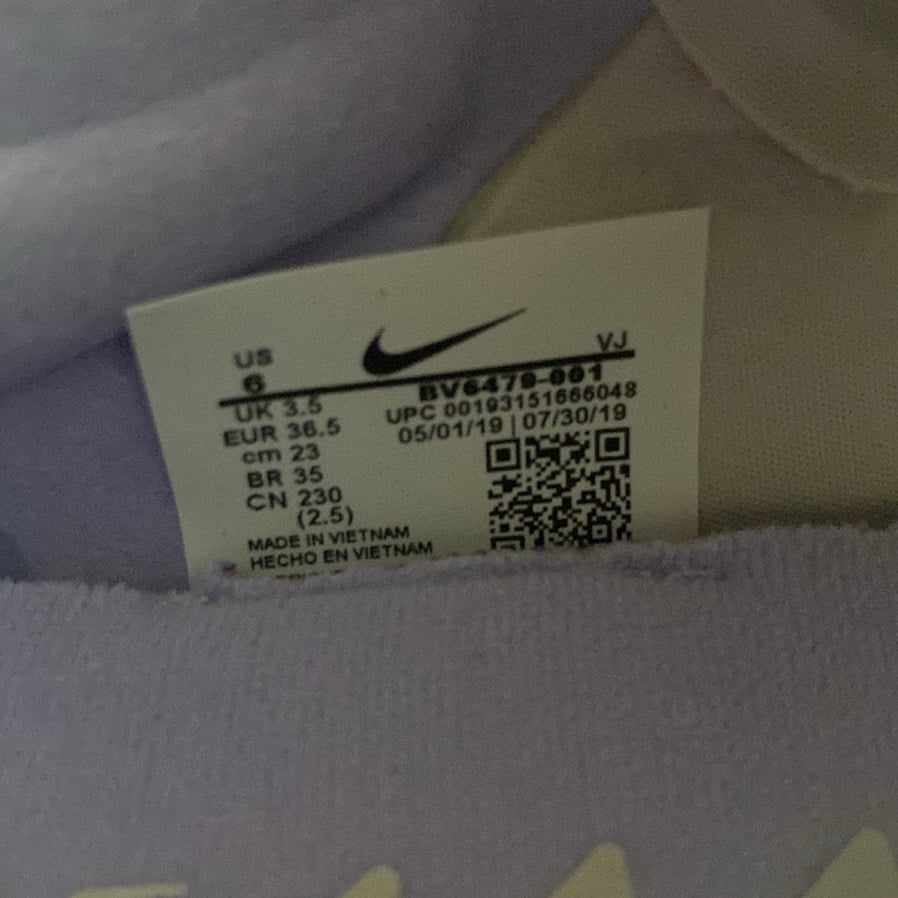 US
6
VJ
BV6479-001
UK 3.5
UPC 00193151666048
EUR 36.5
05/01/19 | 07/30/19
cm 23
BR 35
CN 230
(2.5)
MADE IN VIETNAM
HECHO EN VIETNAM